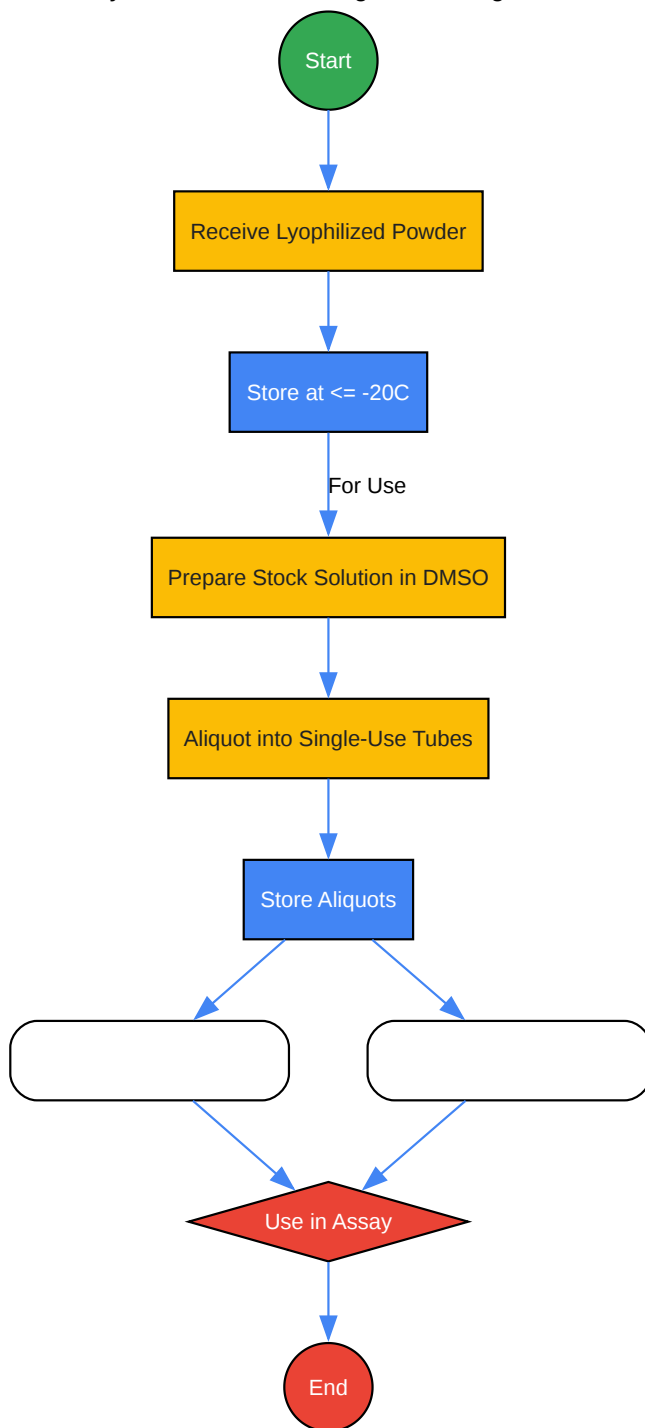 Start
Receive Lyophilized Powder
Store at <= -20C
For Use
Prepare Stock Solution in DMSO
Aliquot into Single-Use Tubes
Store Aliquots
Use in Assay
End